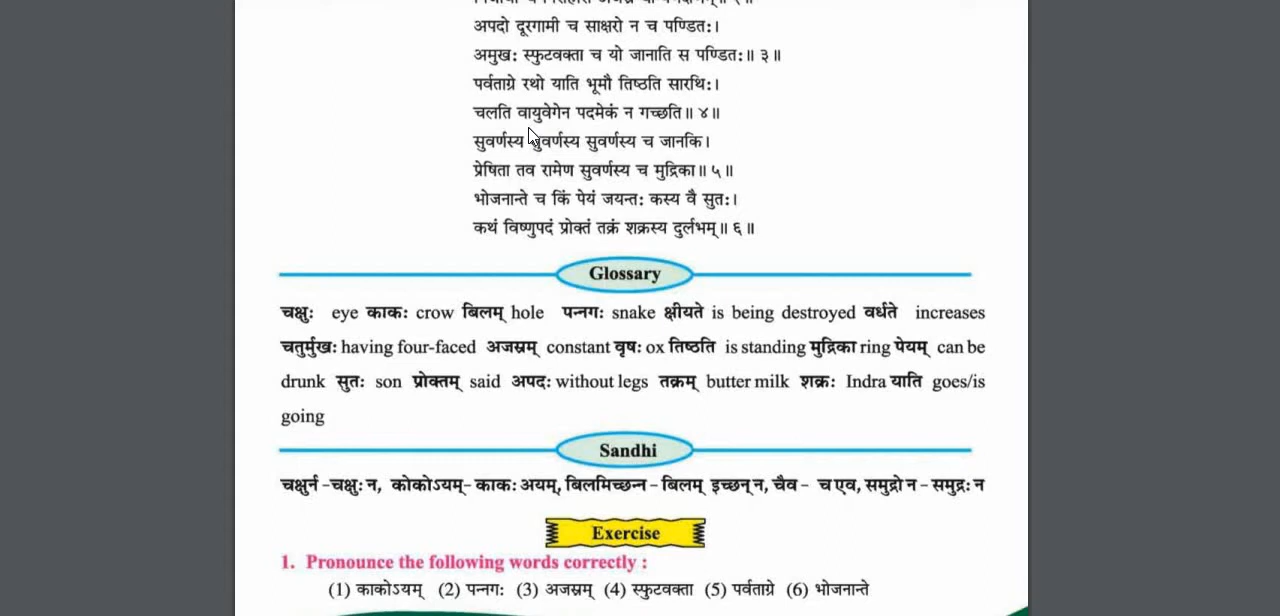 अपदो दूरगामी च साक्षरो न च पण्डितः।
अमुखः स्फुटवक्ता च यो जानाति स पण्डितः॥ ३ ॥
पर्वताग्रे रथो याति भूमौ तिष्ठति सारथिः।
चलति वायुवेगेन पदमेकं न गच्छति॥ ४ ॥
सुवर्णस्य सुवर्णस्य सुवर्णस्य च जानकि।
प्रेषिता तव रामेण सुवर्णस्य च मुद्रिका॥ ५ ॥
भोजनान्ते च किं पेयं जयन्तः कस्य वै सुतः।
कथं विष्णुपदं प्रोक्तं तक्रं शक्रस्य दुर्लभम्॥ ६ ॥
Glossary
चक्षुः eye काकः crow बिलम् hole पन्नगः snake क्षीयते is being destroyed वर्धते increases
चतुर्मुखः having four-faced अजस्रम् constant वृषः ox तिष्ठति is standing मुद्रिका ring पेयम् can be
drunk सुतः son प्रोक्तम् said अपदः without legs तक्रम् butter milk शक्रः Indra याति goes/is
going
Sandhi
चक्षुर्न -चक्षुः न, कोकोऽयम्- काकः अयम्, बिलमिच्छन्न - बिलम् इच्छन् न, चैव - च एव, समुद्रो न - समुद्रः न
Exercise
1. Pronounce the following words correctly :
(1) काकोऽयम् (2) पन्नगः (3) अजस्रम् (4) स्फुटवक्ता (5) पर्वताग्रे (6) भोजनान्ते